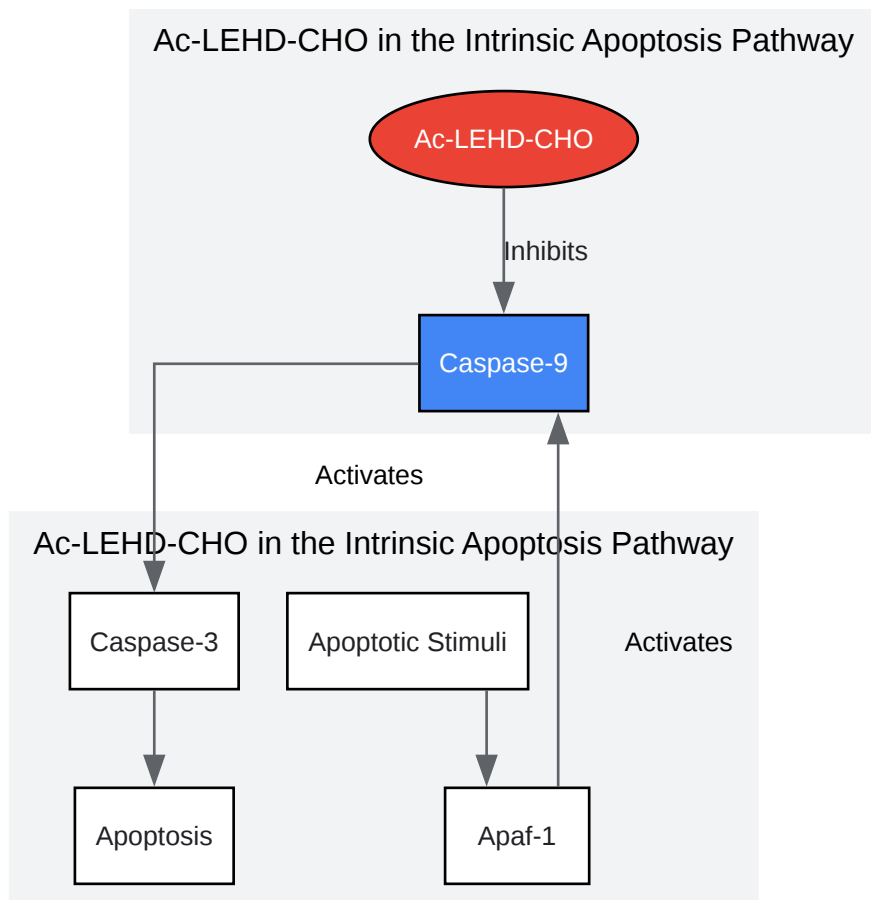 Ac-LEHD-CHO in the Intrinsic Apoptosis Pathway
Ac-LEHD-CHO
Inhibits
Caspase-9
Activates
Ac-LEHD-CHO in the Intrinsic Apoptosis Pathway
Caspase-3
Apoptotic Stimuli
Activates
Apoptosis
Apaf-1